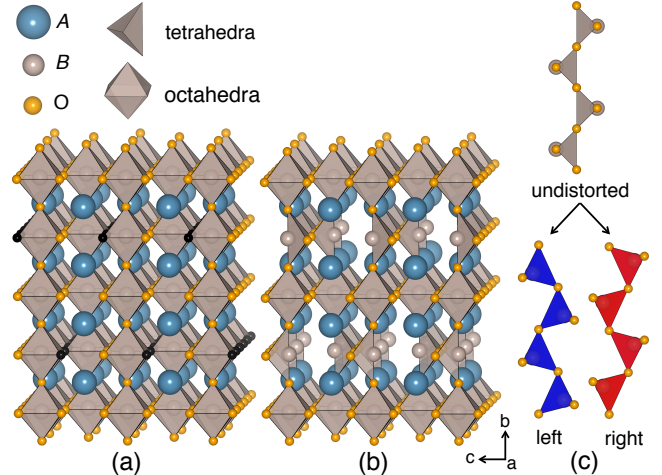 A
tetrahedra
B
O
octahedra
undistorted
left
right
b
c
a
(a)
(b)
(c)